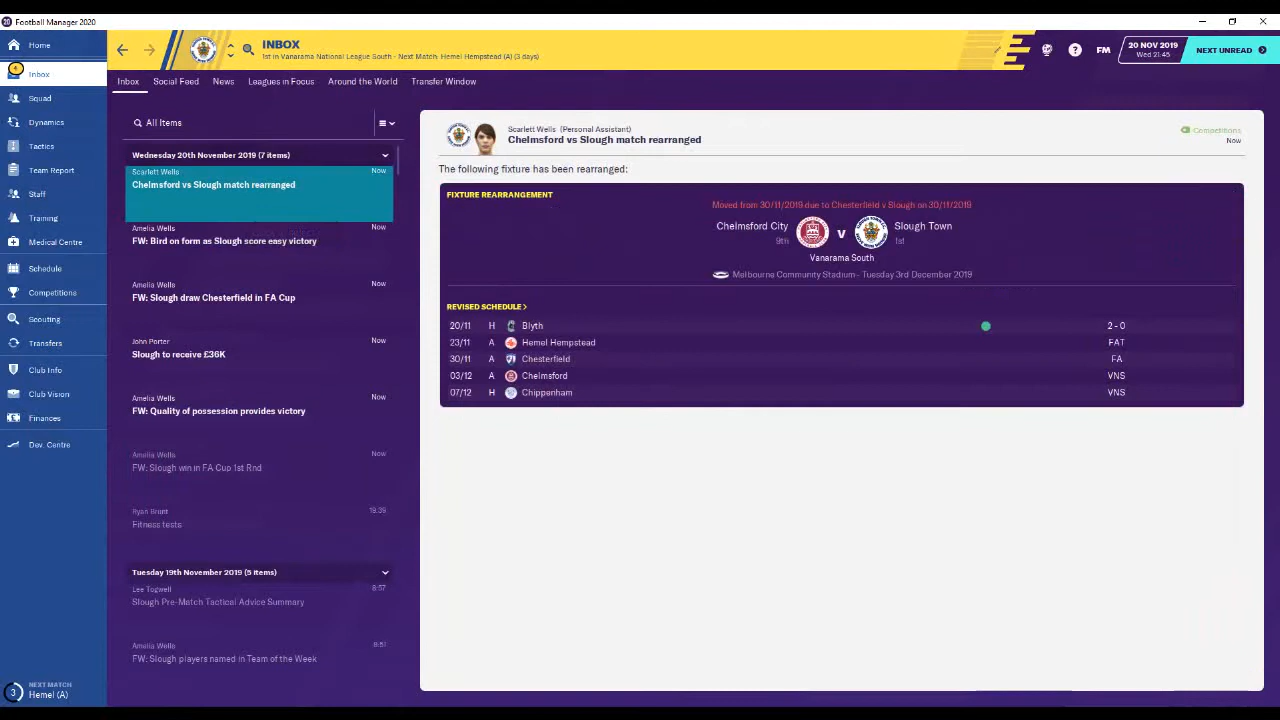 Football Manager 2020
Home
Inbox
Squad
Dynamics
Tactics
Team Report
Staff
Training
Medical Centre
Schedule
Competitions
Scouting
Transfers
Club Info
Club Vision
Finances
Dev. Centre
NEXT MATCH
3 Hemel (A)
INBOX
1st in Vanarama National League South - Next Match: Hemel Hempstead (A) (3 days)
? FM
20 NOV 2019
Wed 21:45
NEXT UNREAD
Inbox Social Feed News Leagues in Focus Around the World Transfer Window
All Items
Wednesday 20th November 2019 (7 items)
Scarlett Wells Now
Chelmsford vs Slough match rearranged
Amelia Wells Now
FW: Bird on form as Slough score easy victory
Amelia Wells Now
FW: Slough draw Chesterfield in FA Cup
John Porter Now
Slough to receive £36K
Amelia Wells Now
FW: Quality of possession provides victory
Amelia Wells Now
FW: Slough win in FA Cup 1st Rnd
Ryan Brunt 19:39
Fitness tests
Tuesday 19th November 2019 (5 items)
Lee Togwell 8:57
Slough Pre-Match Tactical Advice Summary
Amelia Wells 8:51
FW: Slough players named in Team of the Week
Scarlett Wells (Personal Assistant)
Chelmsford vs Slough match rearranged
Competitions
Now
The following fixture has been rearranged:
FIXTURE REARRANGEMENT
Moved from 30/11/2019 due to Chesterfield v Slough on 30/11/2019
Chelmsford City v Slough Town
9th 1st
Vanarama South
Melbourne Community Stadium - Tuesday 3rd December 2019
REVISED SCHEDULE >
20/11 H Blyth 2 - 0
23/11 A Hemel Hempstead FAT
30/11 A Chesterfield FA
03/12 A Chelmsford VNS
07/12 H Chippenham VNS